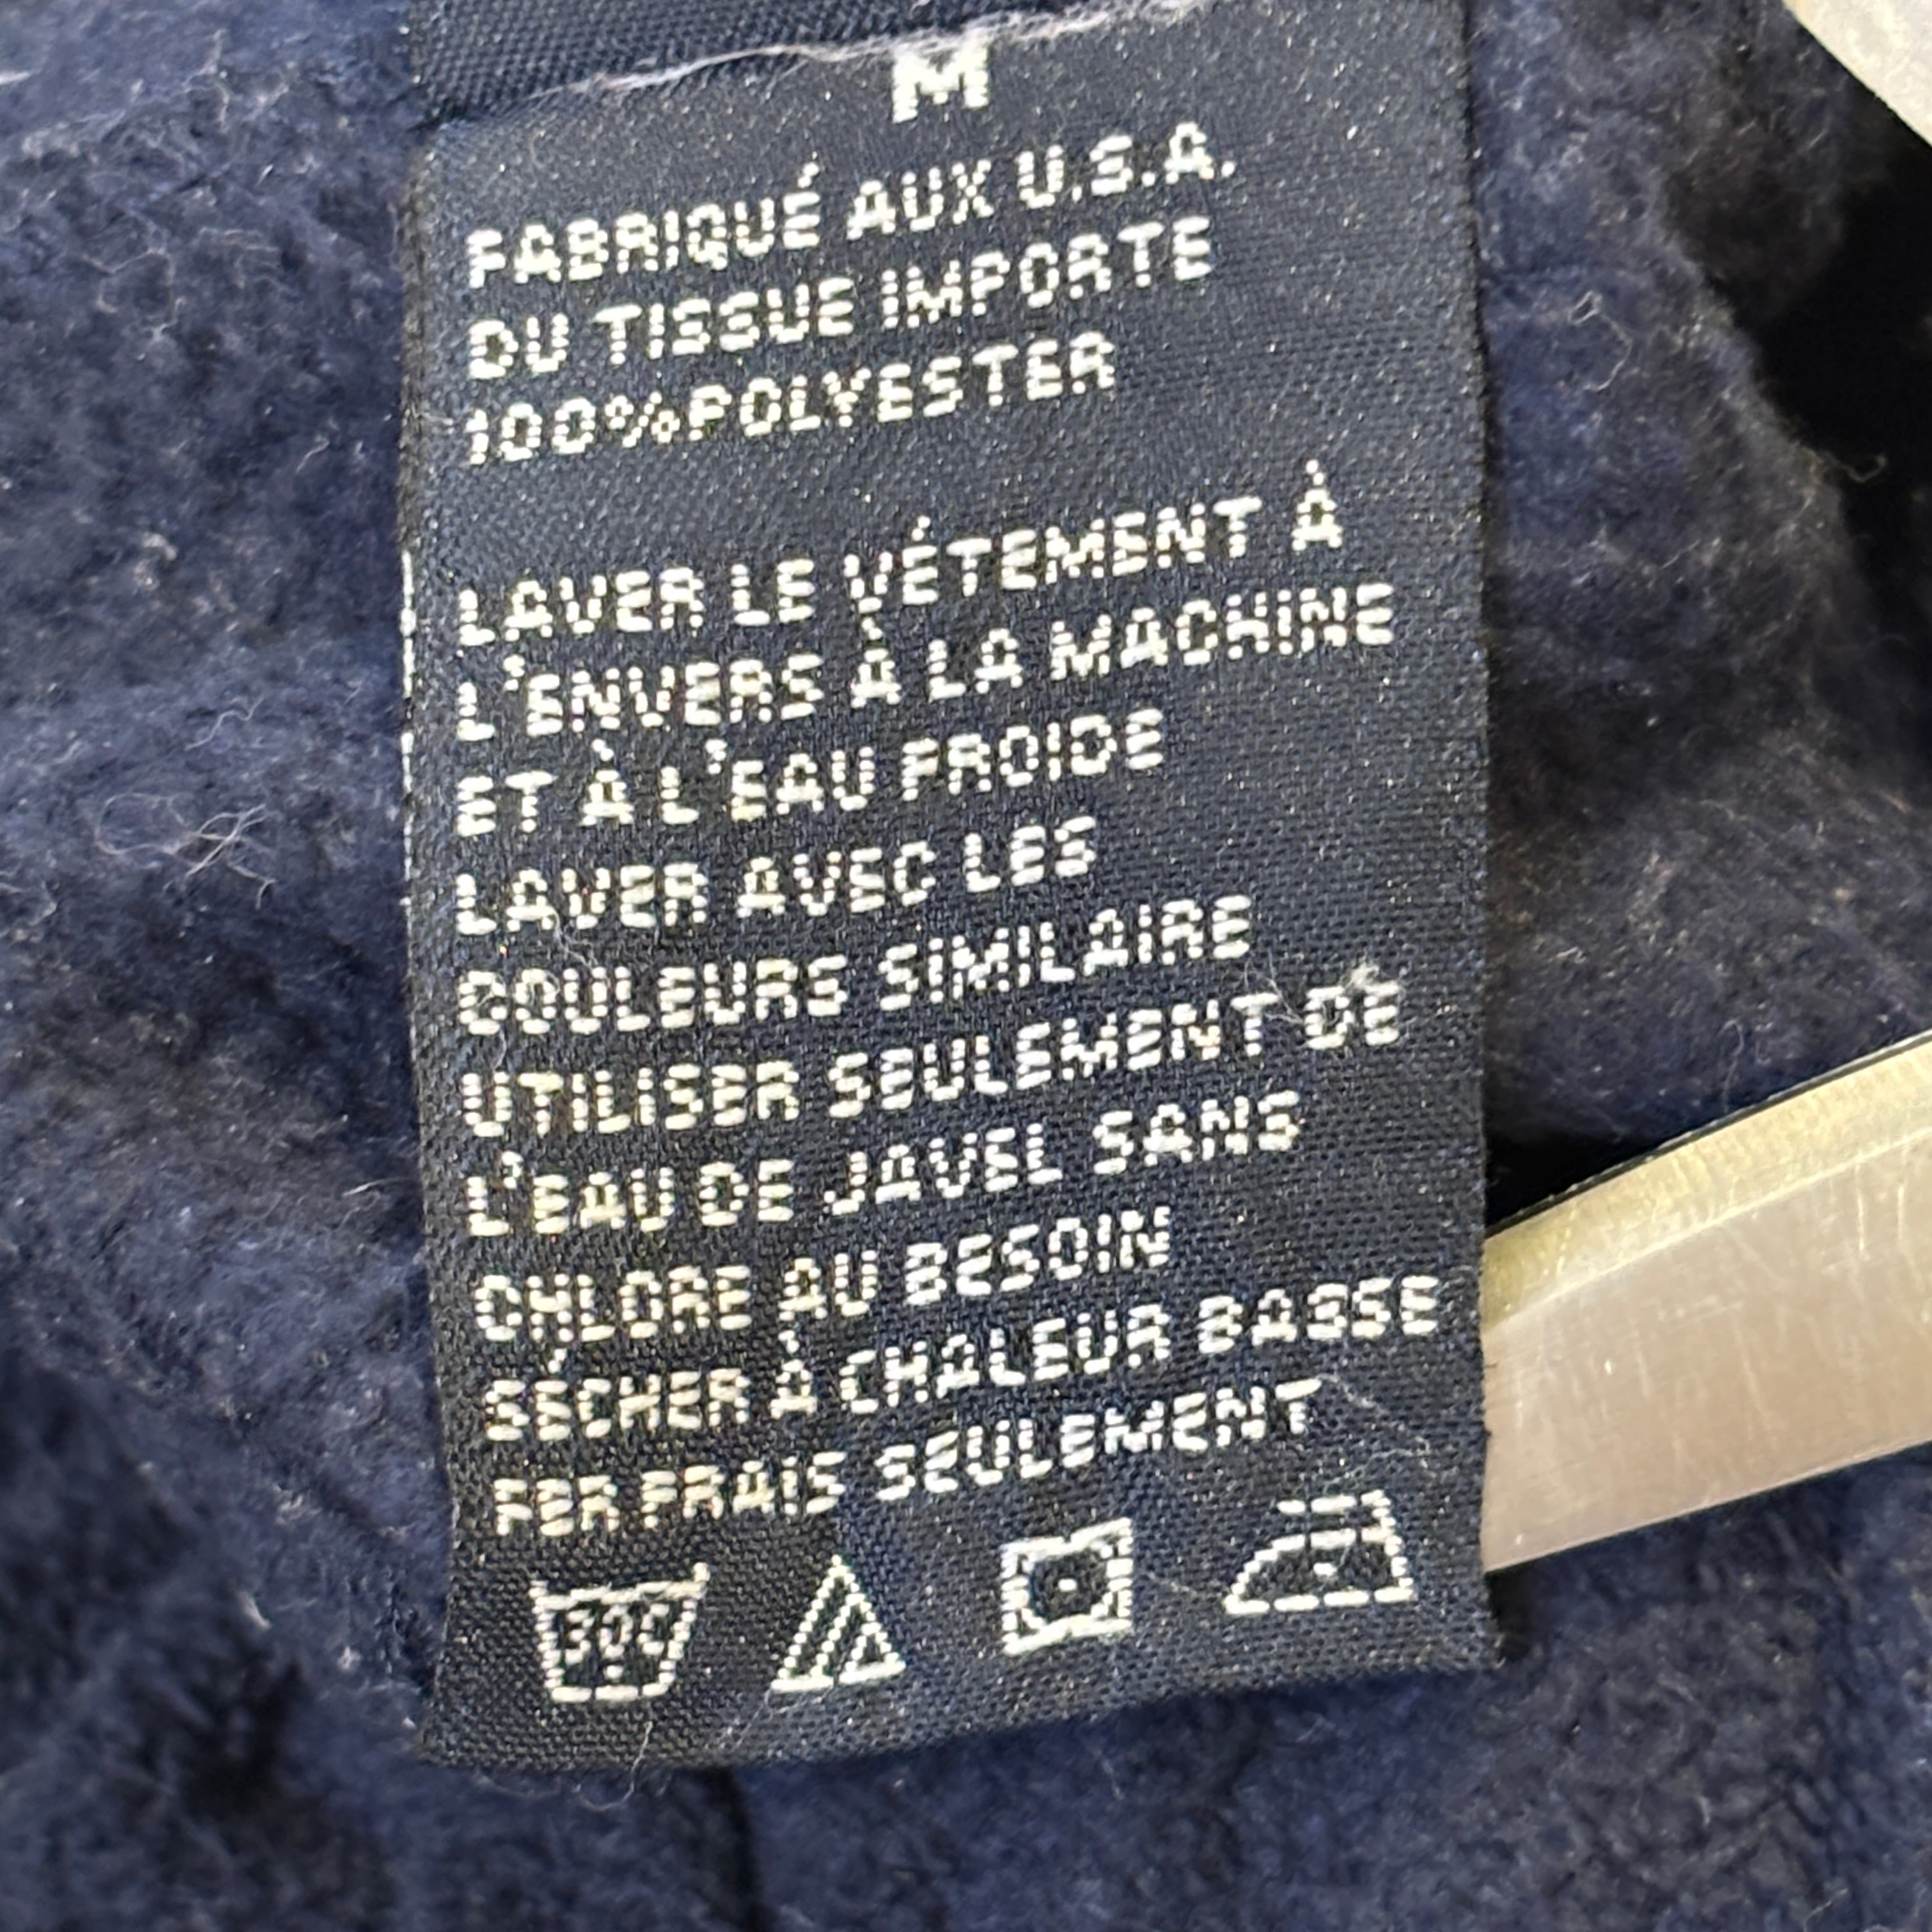 M
FABRIQUÉ AUX U.S.A.
DU TISSUE IMPORTE
100%POLYESTER
LAVER LE VÉTEMENT À
L'ENVERS À LA MACHINE
ET À L'EAU FROIDE
LAVER AVEC LES
COULEURS SIMILAIRE
UTILISER SEULEMENT DE
L'EAU DE JAVEL SANS
CHLORE AU BESOIN
SÉCHER À CHALEUR BASSE
FER FRAIS SEULEMENT
30C